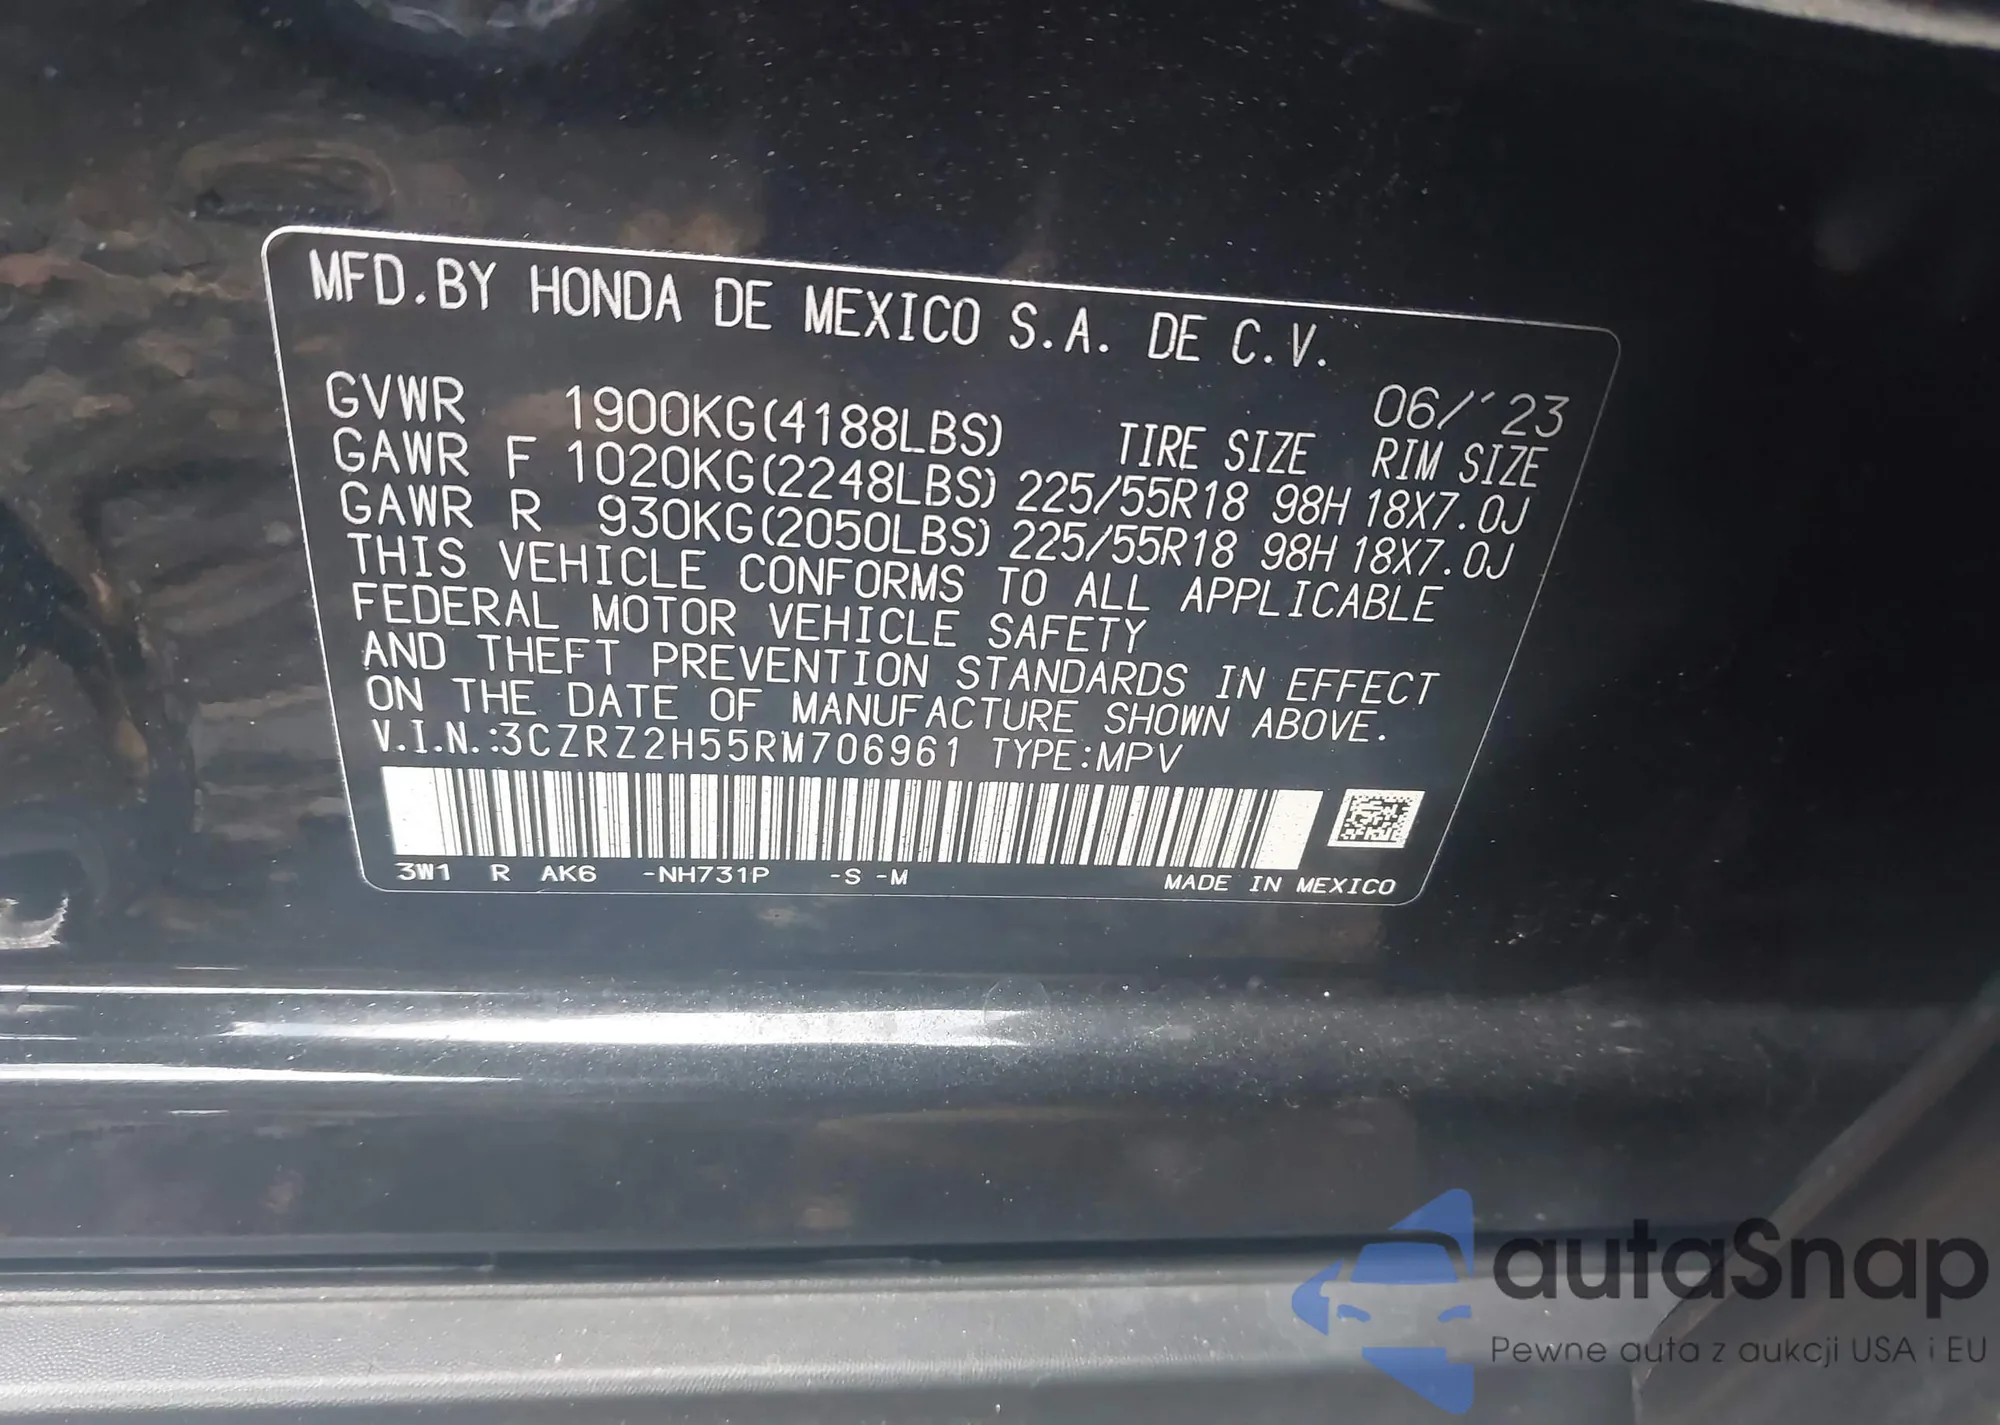 MFD.BY HONDA DE MEXICO S.A. DE C.V.
06/'23
GVWR 1900KG(4188LBS) TIRE SIZE RIM SIZE
GAWR F 1020KG(2248LBS) 225/55R18 98H 18X7.0J
GAWR R 930KG(2050LBS) 225/55R18 98H 18X7.0J
THIS VEHICLE CONFORMS TO ALL APPLICABLE
FEDERAL MOTOR VEHICLE SAFETY
AND THEFT PREVENTION STANDARDS IN EFFECT
ON THE DATE OF MANUFACTURE SHOWN ABOVE.
V.I.N.:3CZRZ2H55RM706961 TYPE:MPV
3W1 R AK6 -NH731P -S -M MADE IN MEXICO
autaSnap
Pewne auta z aukcji USA i EU